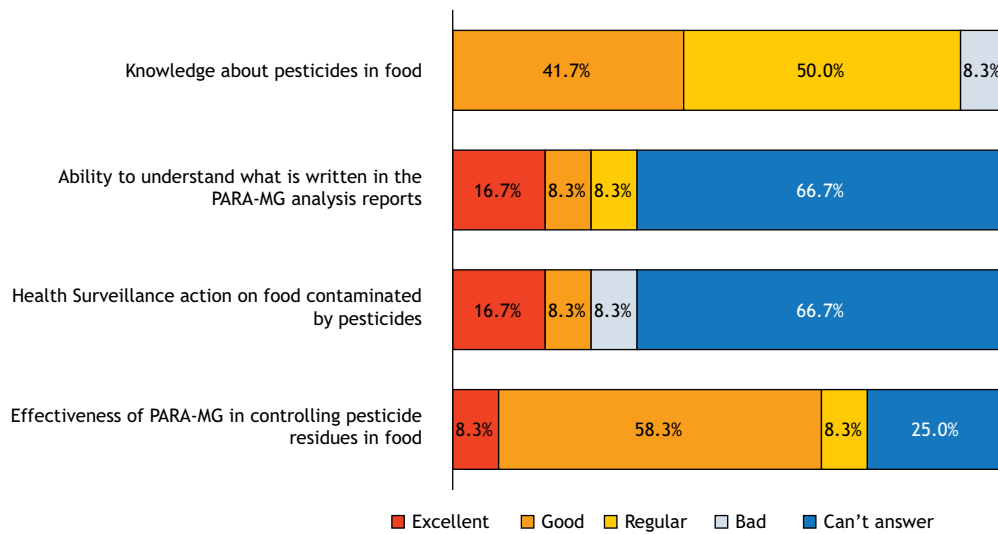 Knowledge about pesticides in food
41.7% 50.0% 8.3%
Ability to understand what is written in the
PARA-MG analysis reports
16.7% 8.3% 8.3% 66.7%
Health Surveillance action on food contaminated
by pesticides
16.7% 8.3% 8.3% 66.7%
Effectiveness of PARA-MG in controlling pesticide
residues in food
8.3% 58.3% 8.3% 25.0%
Excellent Good Regular Bad Can't answer